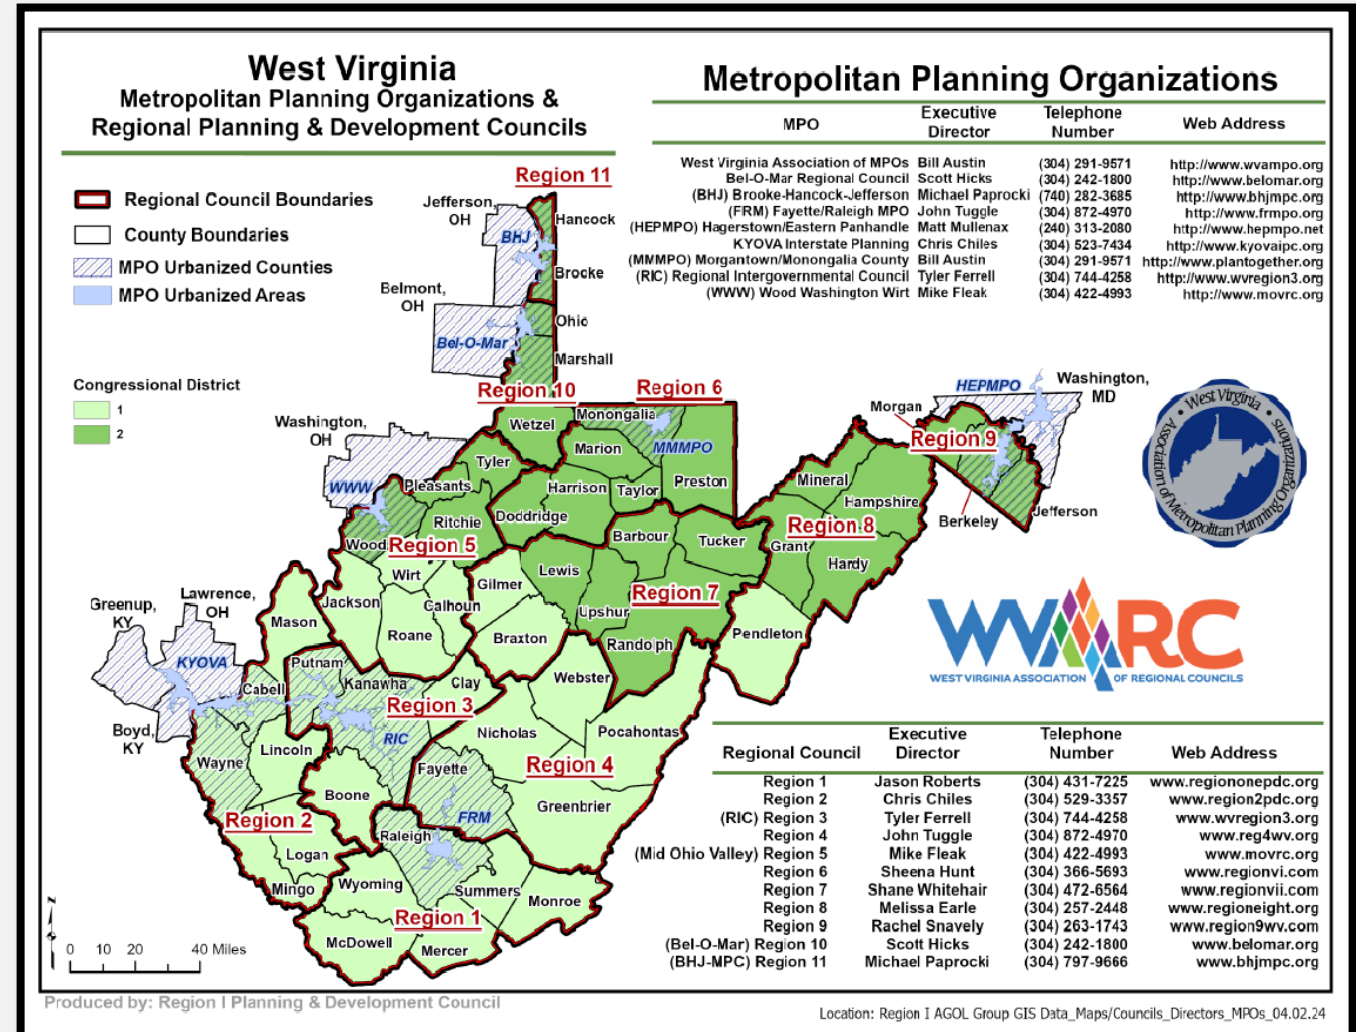 West Virginia
Metropolitan Planning Organizations &
Regional Planning & Development Councils
Regional Council Boundaries
County Boundaries
MPO Urbanized Counties
MPO Urbanized Areas
Congressional District
1
2
Metropolitan Planning Organizations
MPO Executive Director Telephone Number Web Address
West Virginia Association of MPOs Bill Austin (304) 291-9571 http://www.wvampo.org
Bel-O-Mar Regional Council Scott Hicks (304) 242-1800 http://www.belomar.org
(BHJ) Brooke-Hancock-Jefferson Michael Paprocki (740) 282-3685 http://www.bhjmpc.org
(FRM) Fayette/Raleigh MPO John Tuggle (304) 872-4970 http://www.frmpo.org
(HEPMPO) Hagerstown/Eastern Panhandle Matt Mullenax (240) 313-2080 http://www.hepmpo.net
KYOVA Interstate Planning Chris Chiles (304) 523-7434 http://www.kyovaipc.org
(MMMPO) Morgantown/Monongalia County Bill Austin (304) 291-9571 http://www.plantogether.org
(RIC) Regional Intergovernmental Council Tyler Ferrell (304) 744-4258 http://www.wvregion3.org
(WWW) Wood Washington Wirt Mike Fleak (304) 422-4993 http://www.movrc.org
Region 11
Jefferson, OH
Hancock
BHJ
Brooke
Belmont, OH
Ohio
Bel-O-Mar
Marshall
Region 10
Region 6
HEPMPO
Washington, MD
Morgan
Region 9
Washington, OH
Wetzel
Monongalia
Marion
MMMPO
Tyler
Preston
WWW
Pleasants
Harrison
Taylor
Mineral
Hampshire
Berkeley
Jefferson
Doddridge
Ritchie
Region 8
Wood
Region 5
Barbour
Tucker
Grant
Hardy
Wirt
Gilmer
Lewis
Region 7
Lawrence, OH
Greenup, KY
Jackson
Calhoun
Upshur
Mason
Roane
Braxton
Randolph
Pendleton
KYOVA
Putnam
Cabell
Kanawha
Clay
Webster
Region 3
Boyd, KY
RIC
Nicholas
Pocahontas
Lincoln
Wayne
Fayette
Region 4
Boone
Greenbrier
Region 2
FRM
Raleigh
Logan
Mingo
Wyoming
Summers
Monroe
Region 1
McDowell
Mercer
West Virginia
Association of Metropolitan Planning Organizations
WVARC
WEST VIRGINIA ASSOCIATION OF REGIONAL COUNCILS
Regional Council Executive Director Telephone Number Web Address
Region 1 Jason Roberts (304) 431-7225 www.regiononepdc.org
Region 2 Chris Chiles (304) 529-3357 www.region2pdc.org
(RIC) Region 3 Tyler Ferrell (304) 744-4258 www.wvregion3.org
Region 4 John Tuggle (304) 872-4970 www.reg4wv.org
(Mid Ohio Valley) Region 5 Mike Fleak (304) 422-4993 www.movrc.org
Region 6 Sheena Hunt (304) 366-5693 www.regionvi.com
Region 7 Shane Whitehair (304) 472-6564 www.regionvii.com
Region 8 Melissa Earle (304) 257-2448 www.regioneight.org
Region 9 Rachel Snavely (304) 263-1743 www.region9wv.com
(Bel-O-Mar) Region 10 Scott Hicks (304) 242-1800 www.belomar.org
(BHJ-MPC) Region 11 Michael Paprocki (304) 797-9666 www.bhjmpc.org
N
0 10 20 40 Miles
Produced by: Region I Planning & Development Council
Location: Region I AGOL Group GIS Data_Maps/Councils_Directors_MPOs_04.02.24